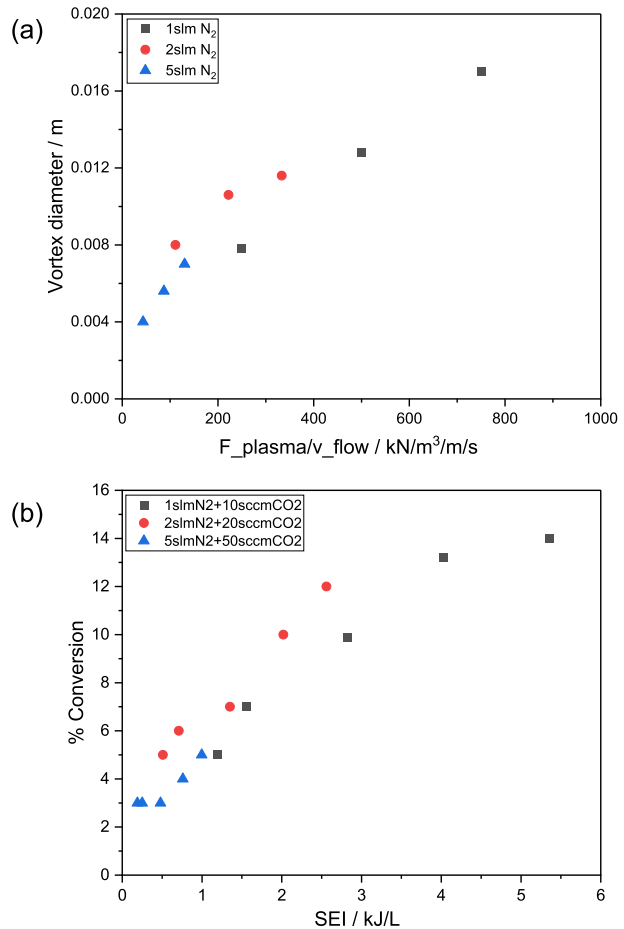 (a)
0.020
0.016
0.012
0.008
0.004
0.000
Vortex diameter / m
1slm N₂
2slm N₂
5slm N₂
0 200 400 600 800 1000
F_plasma/v_flow / kN/m³/m/s
(b)
16
14
12
10
8
6
4
2
0
% Conversion
1slmN2+10sccmCO2
2slmN2+20sccmCO2
5slmN2+50sccmCO2
0 1 2 3 4 5 6
SEI / kJ/L